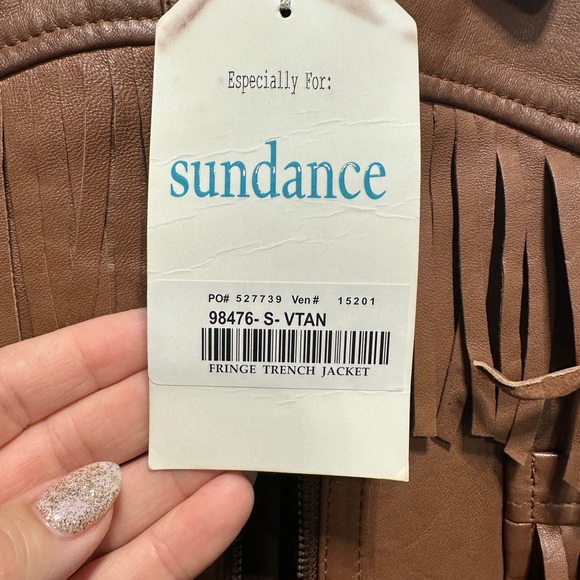 Especially For:
sundance
PO# 527739 Ven# 15201
98476- S- VTAN
FRINGE TRENCH JACKET